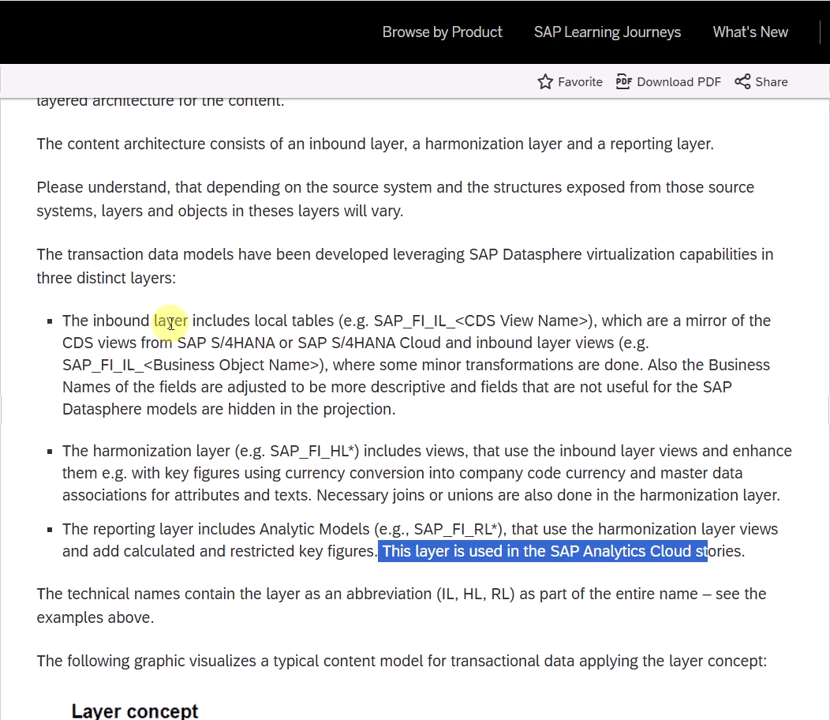 Browse by Product SAP Learning Journeys What's New
Favorite PDF Download PDF Share
layered architecture for the content.
The content architecture consists of an inbound layer, a harmonization layer and a reporting layer.
Please understand, that depending on the source system and the structures exposed from those source
systems, layers and objects in theses layers will vary.
The transaction data models have been developed leveraging SAP Datasphere virtualization capabilities in
three distinct layers:
▪ The inbound layer includes local tables (e.g. SAP_FI_IL_<CDS View Name>), which are a mirror of the
CDS views from SAP S/4HANA or SAP S/4HANA Cloud and inbound layer views (e.g.
SAP_FI_IL_<Business Object Name>), where some minor transformations are done. Also the Business
Names of the fields are adjusted to be more descriptive and fields that are not useful for the SAP
Datasphere models are hidden in the projection.
▪ The harmonization layer (e.g. SAP_FI_HL*) includes views, that use the inbound layer views and enhance
them e.g. with key figures using currency conversion into company code currency and master data
associations for attributes and texts. Necessary joins or unions are also done in the harmonization layer.
▪ The reporting layer includes Analytic Models (e.g., SAP_FI_RL*), that use the harmonization layer views
and add calculated and restricted key figures. This layer is used in the SAP Analytics Cloud stories.
The technical names contain the layer as an abbreviation (IL, HL, RL) as part of the entire name – see the
examples above.
The following graphic visualizes a typical content model for transactional data applying the layer concept:
Layer concept